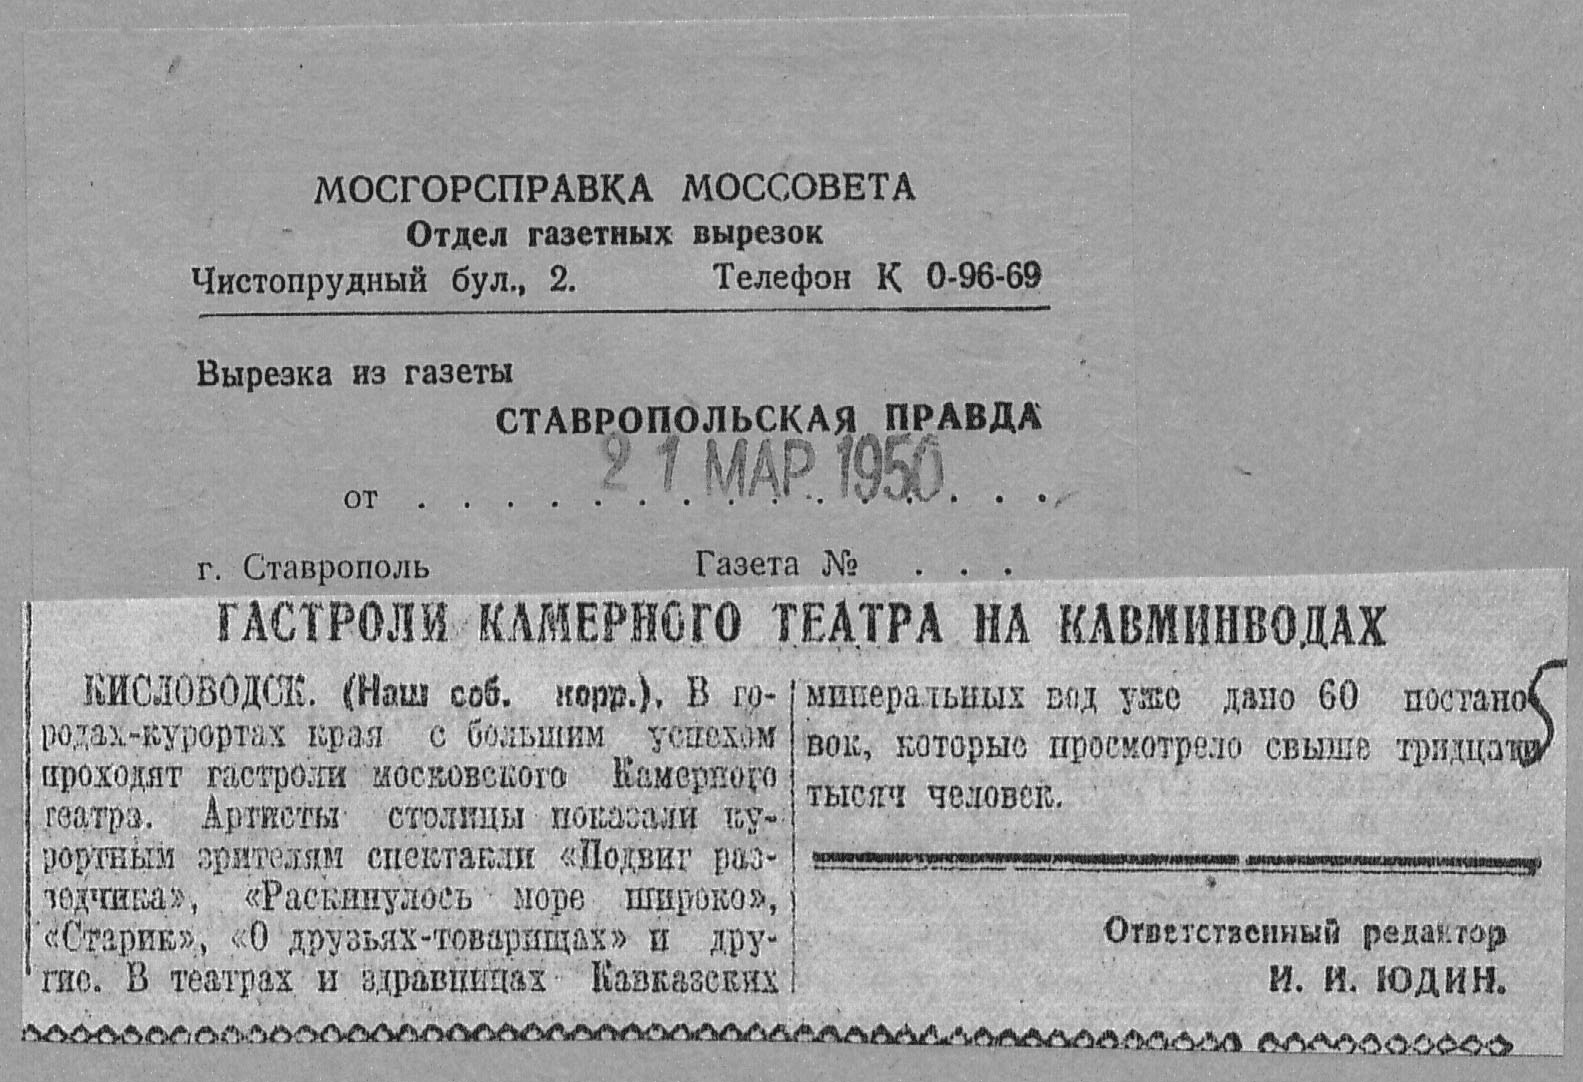 МОСГОРСПРАВКА МОССОВЕТА
Отдел газетных вырезок
Чистопрудный бул., 2. Телефон К 0-96-69
Вырезка из газеты
СТАВРОПОЛЬСКАЯ ПРАВДА
21 МАР 1950
от . . . . . . . . . . . . . . .
г. Ставрополь Газета № . . .
ГАСТРОЛИ КАМЕРНОГО ТЕАТРА НА КАВМИНВОДАХ
КИСЛОВОДСК. (Наш соб. корр.). В го-
родах-курортах края с большим успехом
проходят гастроли московского Камерного
театра. Артисты столицы показали ку-
рортным зрителям спектакли «Подвиг раз-
ведчика», «Раскинулось море широко»,
«Старик», «О друзьях-товарищах» и дру-
гие. В театрах и здравницах Кавказских
минеральных вод уже дано 60 постано
вок, которые просмотрело свыше тридцати
тысяч человек.
Ответственный редактор
И. И. ЮДИН.